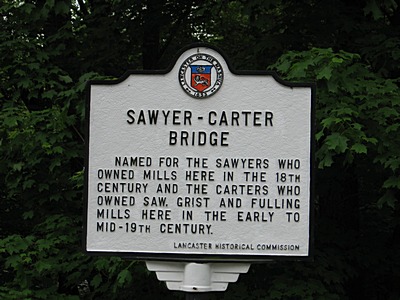 SAWYER-CARTER
BRIDGE
NAMED FOR THE SAWYERS WHO
OWNED MILLS HERE IN THE 18TH
CENTURY AND THE CARTERS WHO
OWNED SAW, GRIST AND FULLING
MILLS HERE IN THE EARLY TO
MID-19TH CENTURY.
LANCASTER HISTORICAL COMMISSION